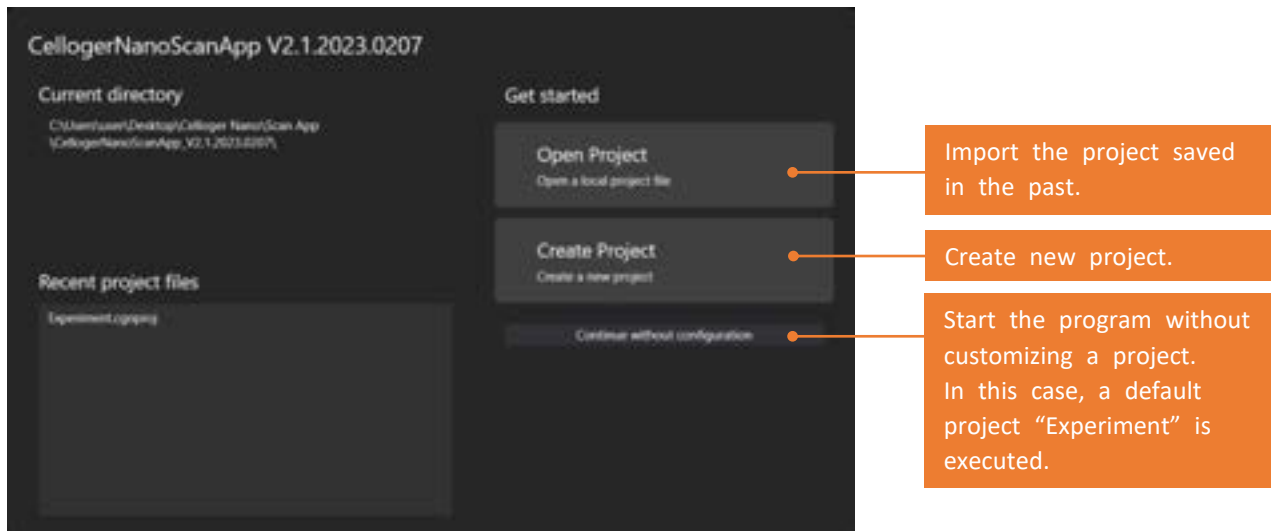 CellogerNanoScanApp V2.1.2023.0207
Current directory
C:\Users\user\Desktop\Celloger Nano\Scan App
\CellogerNanoScanApp_V2.1.2023.0207\
Recent project files
Experiment.cgnproj
Get started
Open Project
Open a local project file
Create Project
Create a new project
Continue without configuration
Import the project saved
in the past.
Create new project.
Start the program without
customizing a project.
In this case, a default
project “Experiment” is
executed.